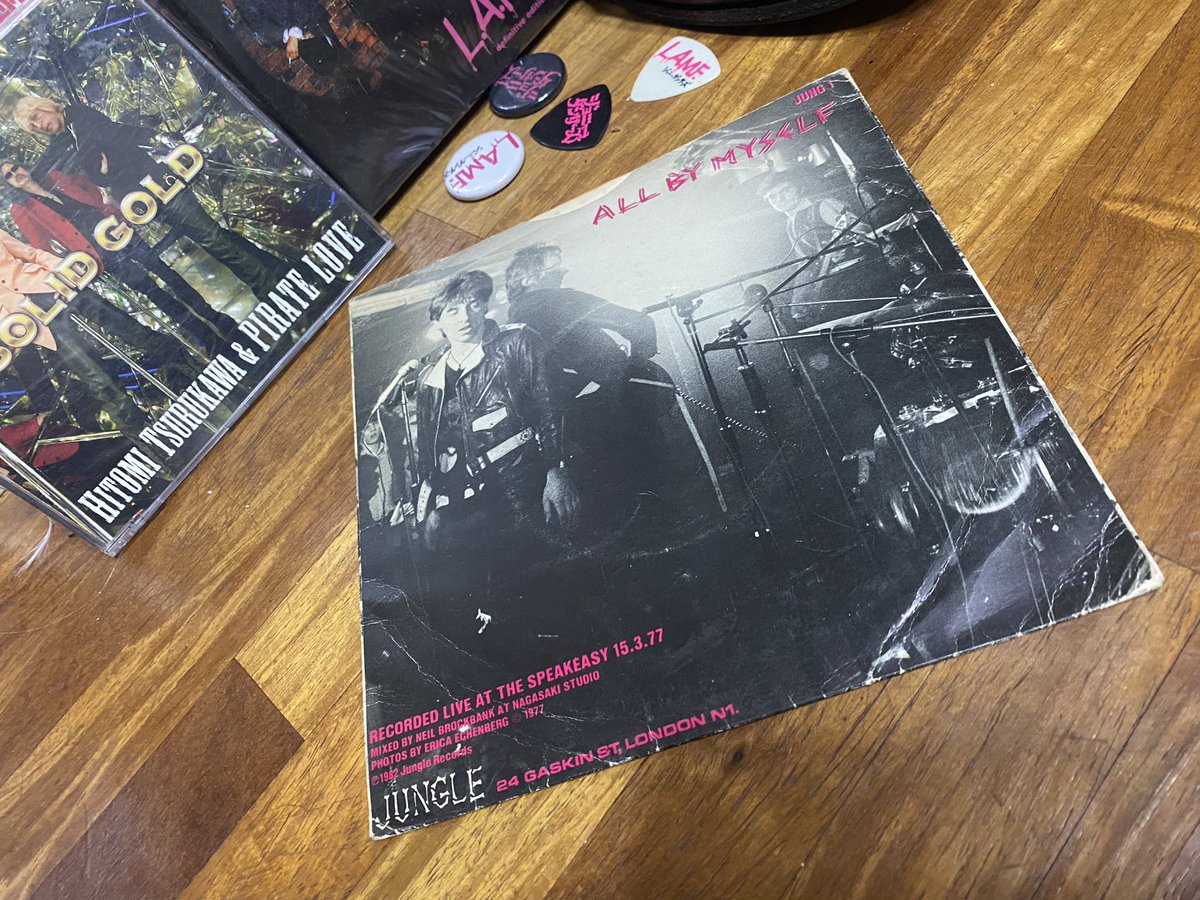 SOLID GOLD
HITOMI TSURUKAWA & PIRATE LOVE
L.A.
definitive editi
L.A.M.F.
L.A.M.F.
JUNG 1
ALL BY MYSELF
RECORDED LIVE AT THE SPEAKEASY 15.3.77
MIXED BY NEIL BROCKBANK AT NAGASAKI STUDIO
PHOTOS BY ERICA ECHENBERG © 1977
℗1982 Jungle Records
JUNGLE 24 GASKIN ST, LONDON N1.